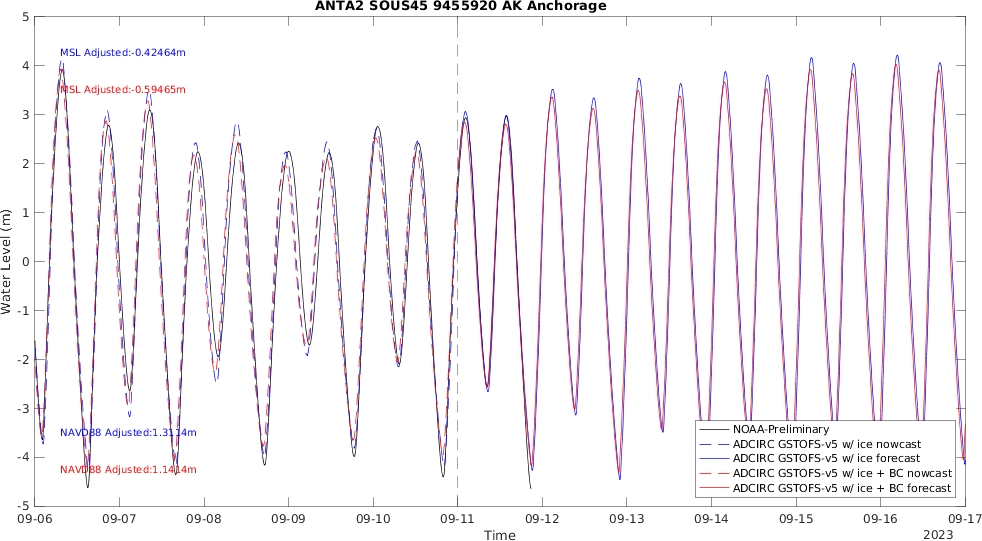 ANTA2 SOUS45 9455920 AK Anchorage
Water Level (m)
5
4
3
2
1
0
-1
-2
-3
-4
-5
MSL Adjusted:-0.42464m
MSL Adjusted:-0.59465m
NAVD88 Adjusted:1.3114m
NAVD88 Adjusted:1.1414m
NOAA-Preliminary
ADCIRC GSTOFS-v5 w/ ice nowcast
ADCIRC GSTOFS-v5 w/ ice forecast
ADCIRC GSTOFS-v5 w/ ice + BC nowcast
ADCIRC GSTOFS-v5 w/ ice + BC forecast
09-06 09-07 09-08 09-09 09-10 09-11 09-12 09-13 09-14 09-15 09-16 09-17
Time
2023